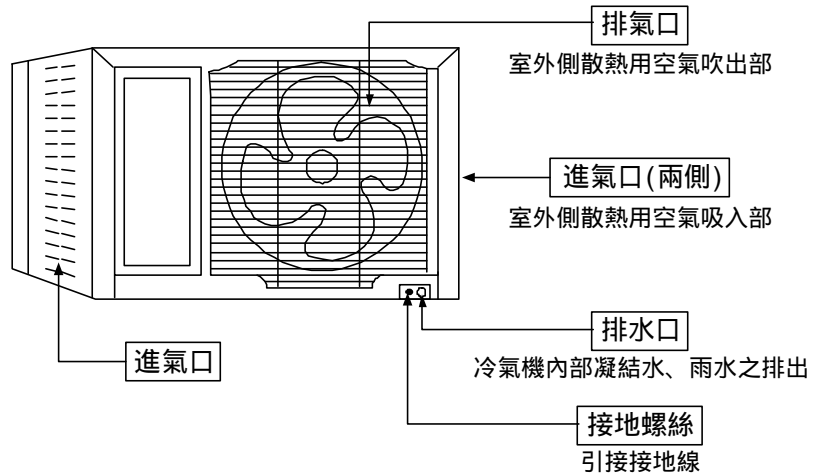 排氣口
室外側散熱用空氣吹出部
進氣口(兩側)
室外側散熱用空氣吸入部
排水口
冷氣機內部凝結水、雨水之排出
進氣口
接地螺絲
引接接地線